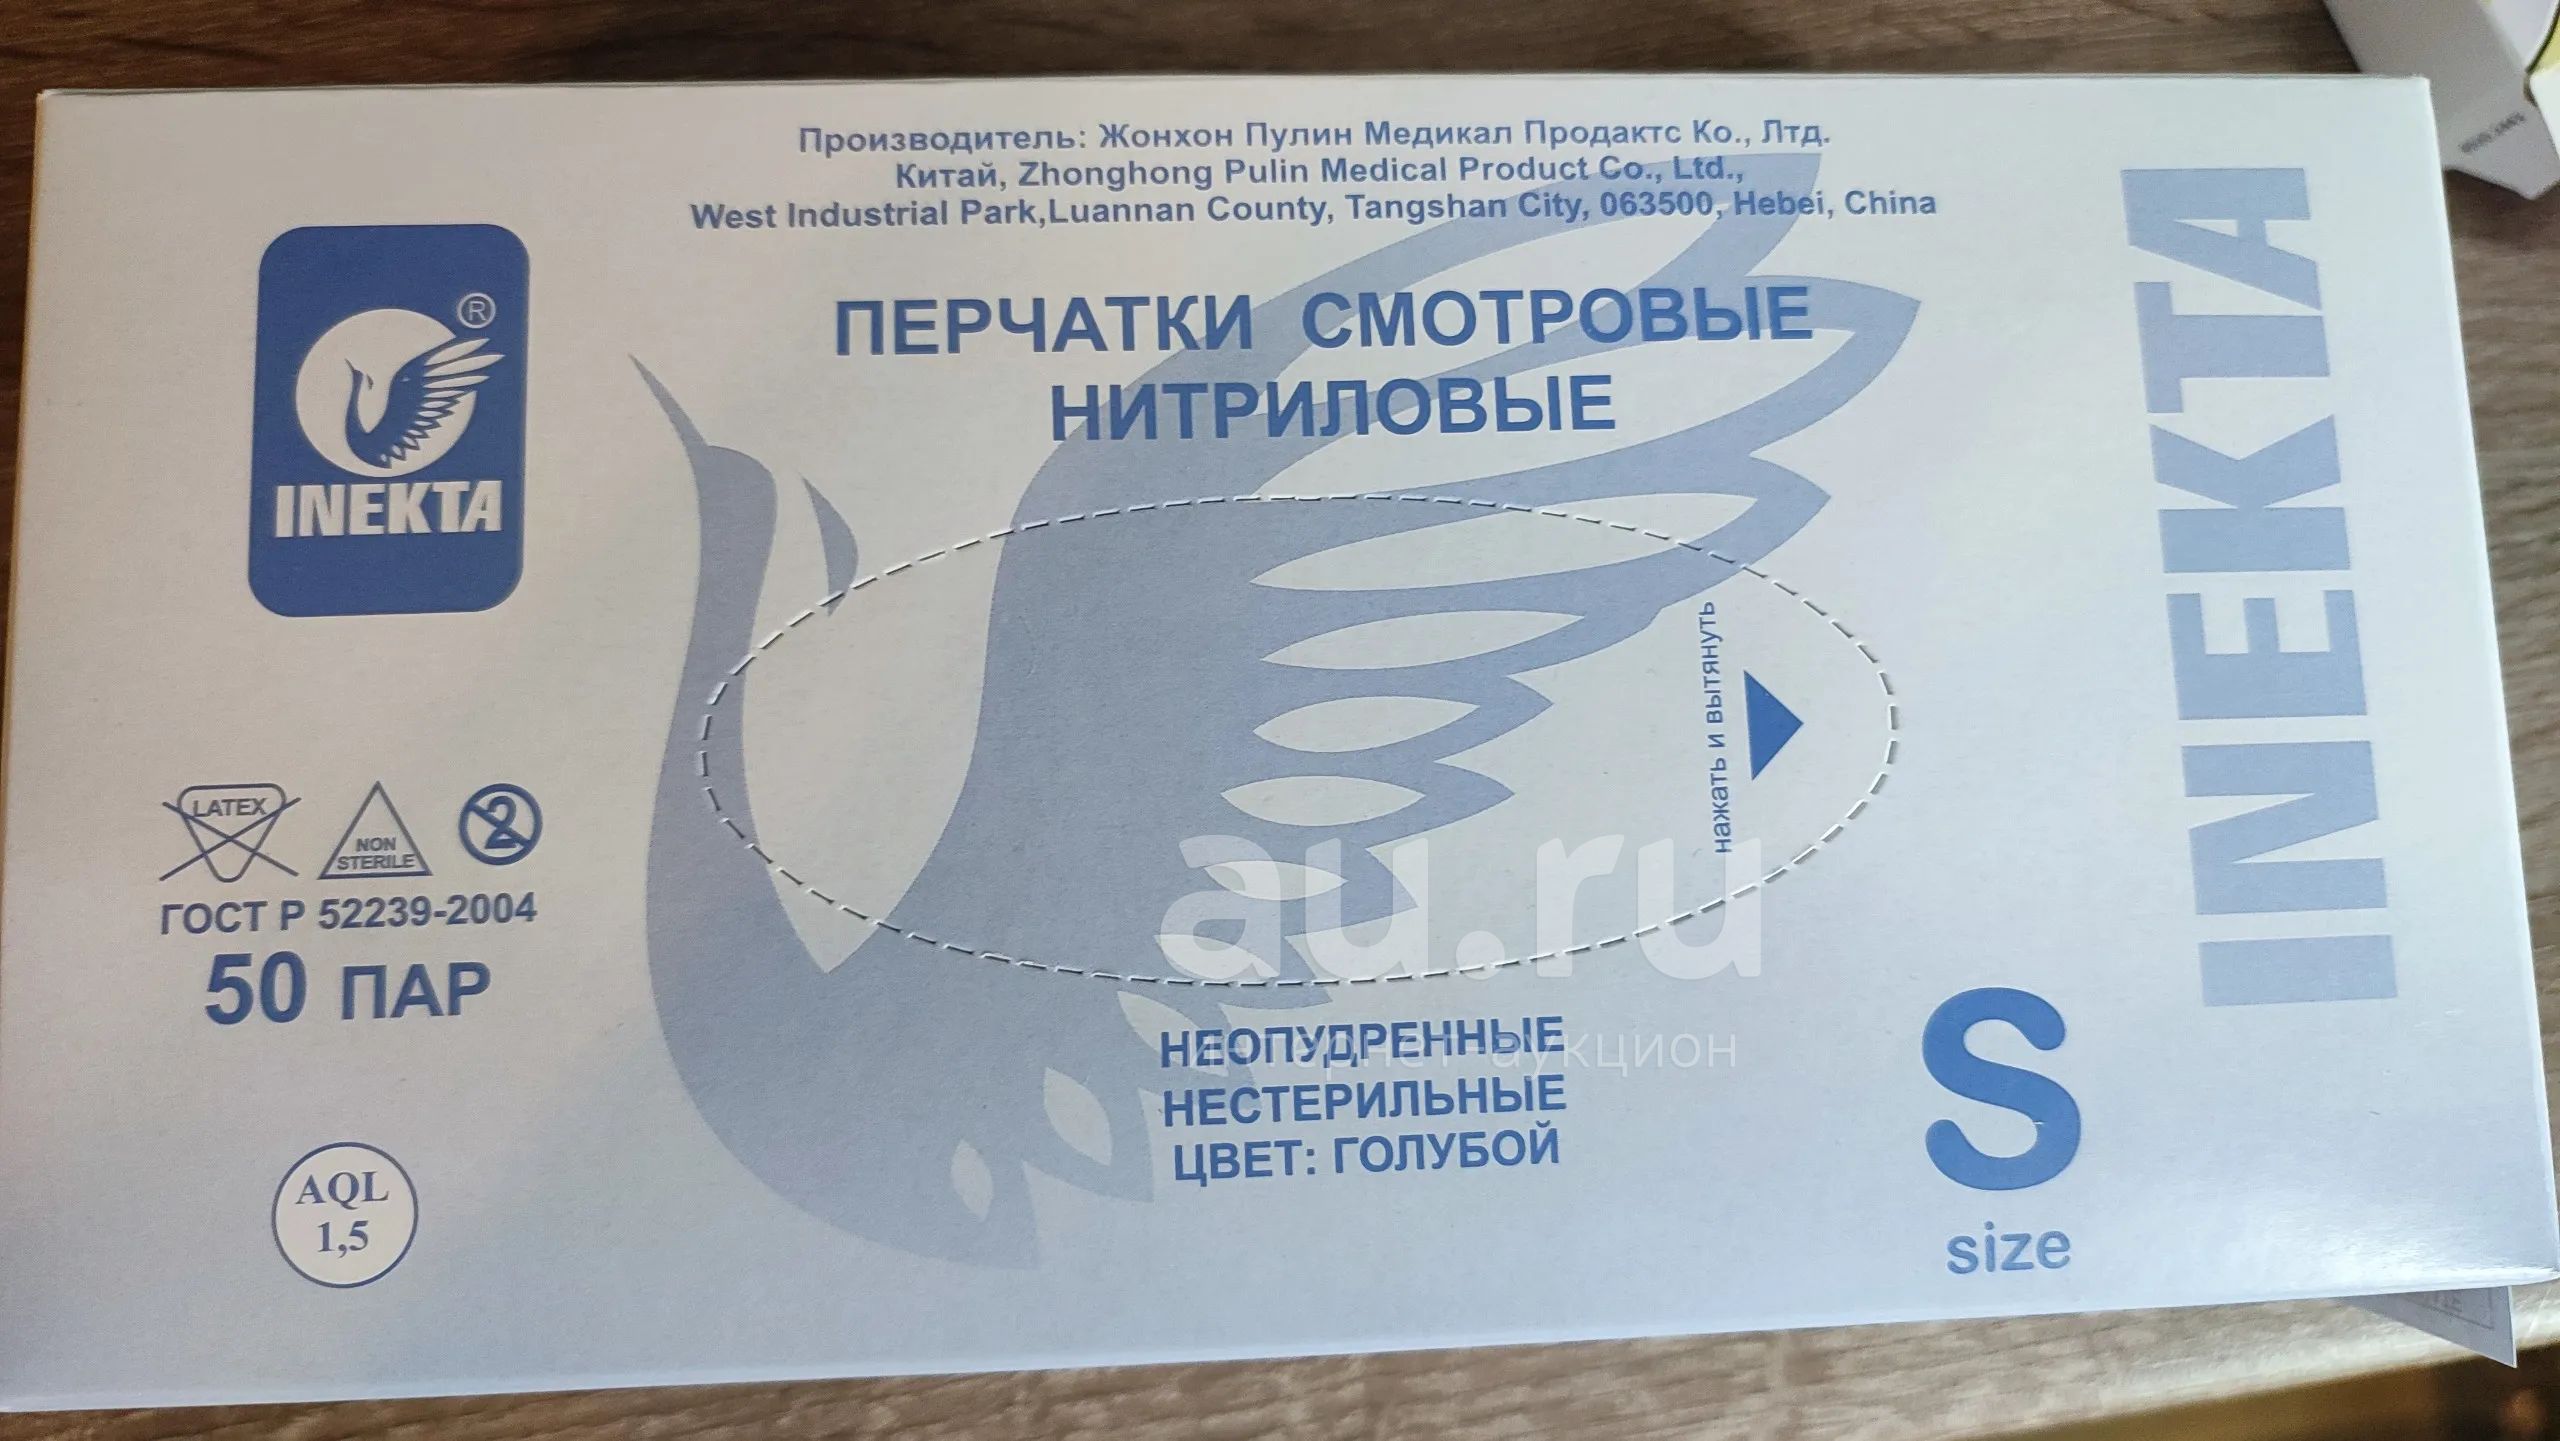 Производитель: Жонхон Пулин Медикал Продактс Ко., Лтд.
Китай, Zhonghong Pulin Medical Product Co., Ltd.,
West Industrial Park,Luannan County, Tangshan City, 063500, Hebei, China
ПЕРЧАТКИ СМОТРОВЫЕ
НИТРИЛОВЫЕ
®
INEKTA
нажать и вытянуть
LATEX
NON
STERILE
2
ГОСТ Р 52239-2004
50 ПАР
AQL
1,5
au.ru
интернет-аукцион
НЕОПУДРЕННЫЕ
НЕСТЕРИЛЬНЫЕ
ЦВЕТ: ГОЛУБОЙ
S
size
INEKTA